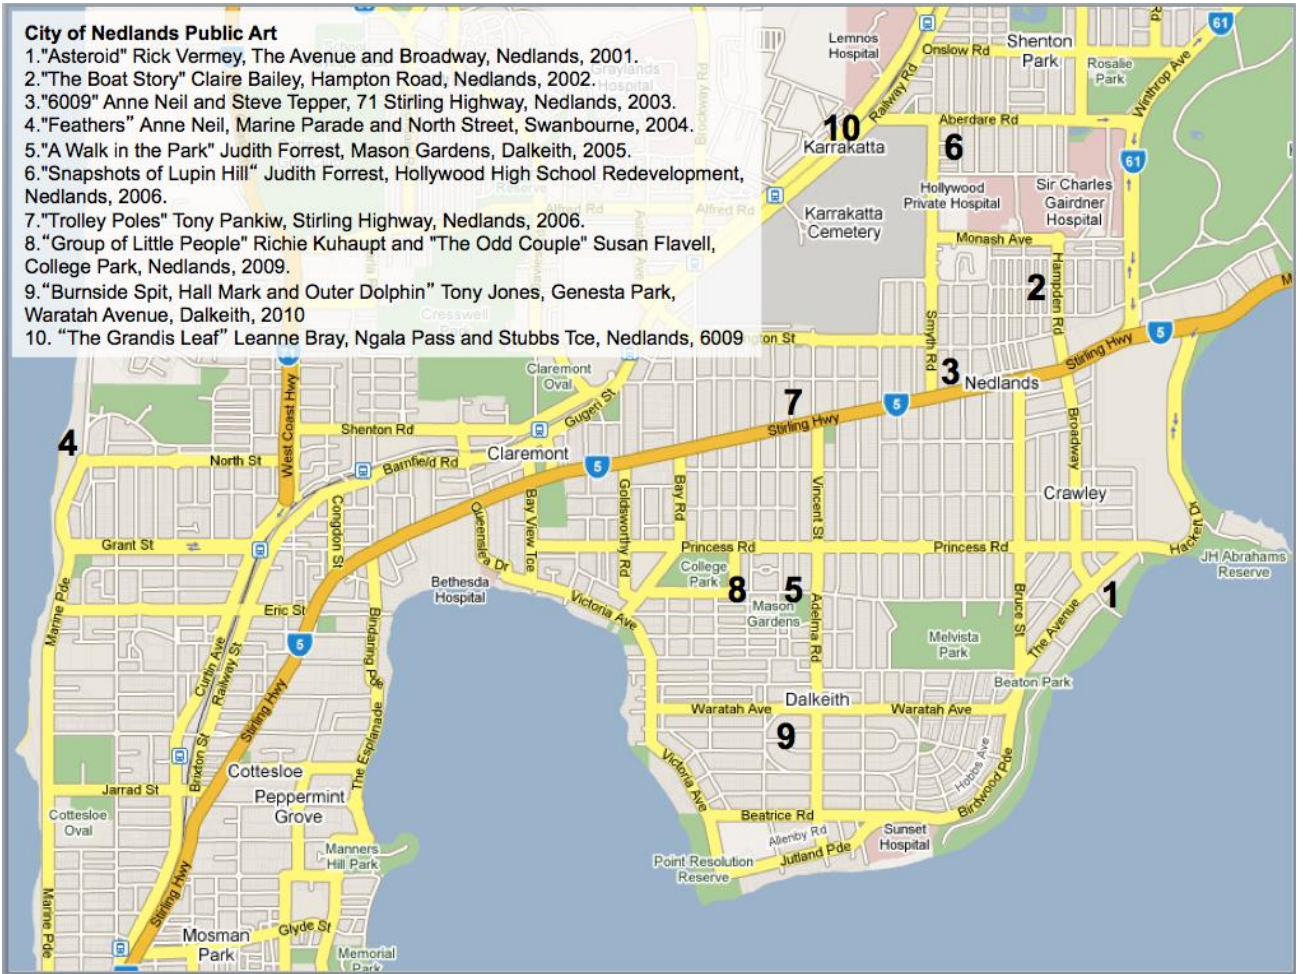 City of Nedlands Public Art
1."Asteroid" Rick Vermey, The Avenue and Broadway, Nedlands, 2001.
2."The Boat Story" Claire Bailey, Hampton Road, Nedlands, 2002.
3."6009" Anne Neil and Steve Tepper, 71 Stirling Highway, Nedlands, 2003.
4."Feathers” Anne Neil, Marine Parade and North Street, Swanbourne, 2004.
5."A Walk in the Park" Judith Forrest, Mason Gardens, Dalkeith, 2005.
6."Snapshots of Lupin Hill“ Judith Forrest, Hollywood High School Redevelopment,
Nedlands, 2006.
7."Trolley Poles" Tony Pankiw, Stirling Highway, Nedlands, 2006.
8.“Group of Little People" Richie Kuhaupt and "The Odd Couple" Susan Flavell,
College Park, Nedlands, 2009.
9.“Burnside Spit, Hall Mark and Outer Dolphin” Tony Jones, Genesta Park,
Waratah Avenue, Dalkeith, 2010
10. “The Grandis Leaf” Leanne Bray, Ngala Pass and Stubbs Tce, Nedlands, 6009
Graylands
Hospital
Brockway Rd
Reserve
Alfred Rd
Alfred Rd
Cresswell
Lemnos
Hospital
Onslow Rd
Shenton
Park
Rosalie
Park
61
Winthrop Ave
Railway Rd
10
Karrakatta
Aberdare Rd
6
61
Karrakatta
Cemetery
Hollywood
Private Hospital
Sir Charles
Gairdner
Hospital
Monash Ave
2
Hampden Rd
Smyth Rd
3
Nedlands
Stirling Hwy
5
Claremont
Oval
Gugeri St
7
Stirling Hwy
5
West Coast Hwy
Shenton Rd
4
North St
Barnfield Rd
Claremont
5
Broadway
Crawley
Congdon St
Queenslea Dr
Bay View Tce
Goldsworthy Rd
Bay Rd
Vincent St
Grant St
Princess Rd
Princess Rd
Hackett Dr
JH Abrahams
Reserve
Bethesda
Hospital
College
Park
8
5
Mason
Gardens
Adelma Rd
Bruce St
1
The Avenue
Victoria Ave
Marine Pde
Eric St
5
Bindaring Pde
Curtin Ave
Railway St
Melvista
Park
Beaton Park
Stirling Hwy
Dalkeith
Waratah Ave
Waratah Ave
9
The Esplanade
Brixton St
Cottesloe
Jarrad St
Peppermint
Grove
Victoria Ave
Hobbs Ave
Birdwood Pde
Cottesloe
Oval
Beatrice Rd
Allenby Rd
Sunset
Hospital
Jutland Pde
Manners
Hill Park
Point Resolution
Reserve
Stirling Hwy
Marine Pde
Glyde St
Mosman
Park
Memorial
Park